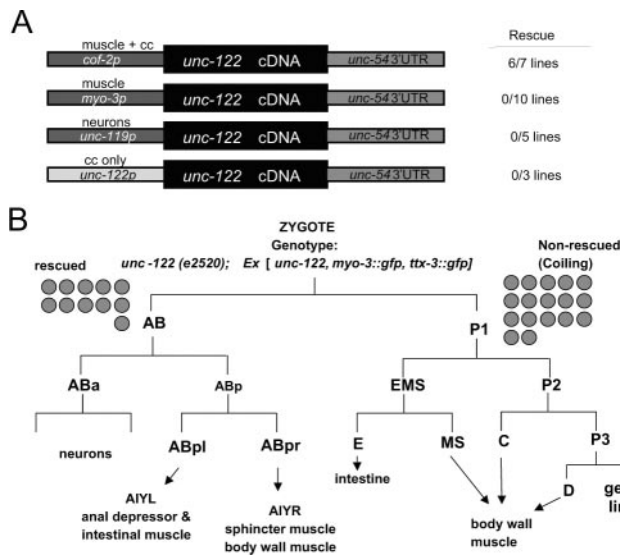 A
Rescue
muscle + cc
cof-2p unc-122 cDNA unc-54 3'UTR 6/7 lines
muscle
myo-3p unc-122 cDNA unc-54 3'UTR 0/10 lines
neurons
unc-119p unc-122 cDNA unc-54 3'UTR 0/5 lines
cc only
unc-122p unc-122 cDNA unc-54 3'UTR 0/3 lines
B
ZYGOTE
Genotype:
unc -122 (e2520); Ex [ unc-122, myo-3::gfp, ttx-3::gfp]
rescued
Non-rescued
(Coiling)
AB
P1
ABa
ABp
EMS
P2
neurons
ABpl
ABpr
E
MS
C
P3
intestine
D
ge
lin
AIYL
anal depressor &
intestinal muscle
AIYR
sphincter muscle
body wall muscle
body wall
muscle